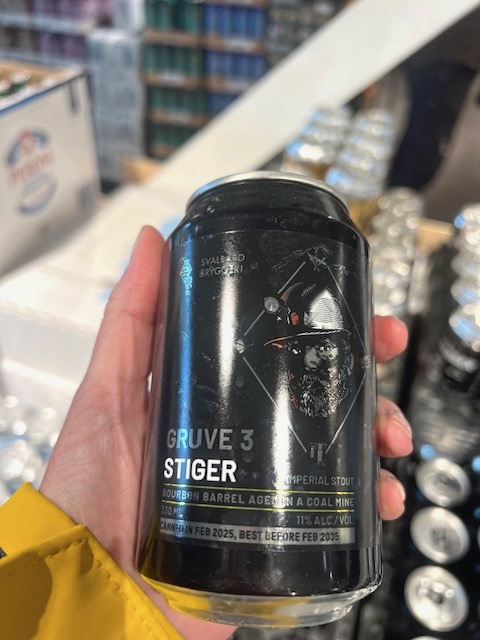 SVALBARD
BRYGGERI
GRUVE 3
STIGER
IMPERIAL STOUT
BOURBON BARREL AGED IN A COAL MINE
330 ML
11% ALC./VOL.
CANNED IN FEB 2025, BEST BEFORE FEB 2035